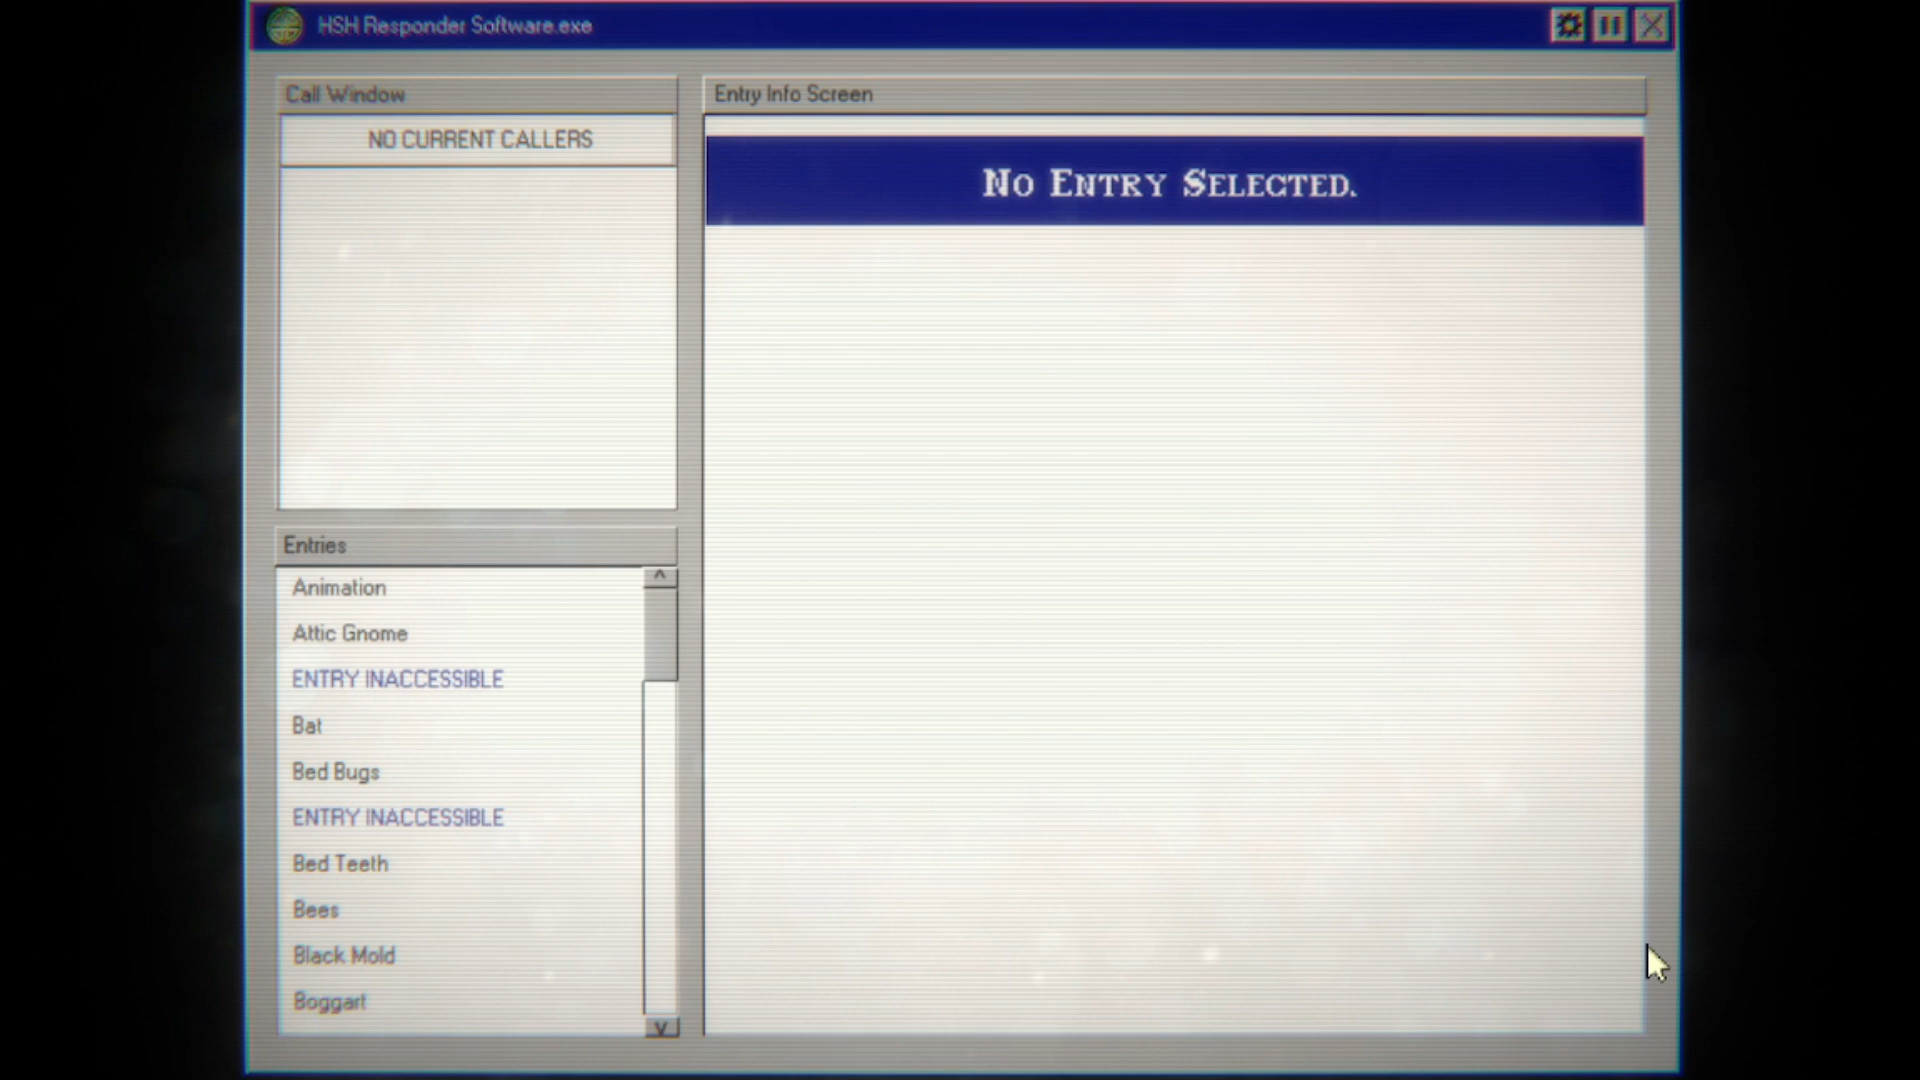 HSH Responder Software.exe
Call Window
NO CURRENT CALLERS
Entry Info Screen
No Entry Selected.
Entries
Animation
Attic Gnome
ENTRY INACCESSIBLE
Bat
Bed Bugs
ENTRY INACCESSIBLE
Bed Teeth
Bees
Black Mold
Boggart